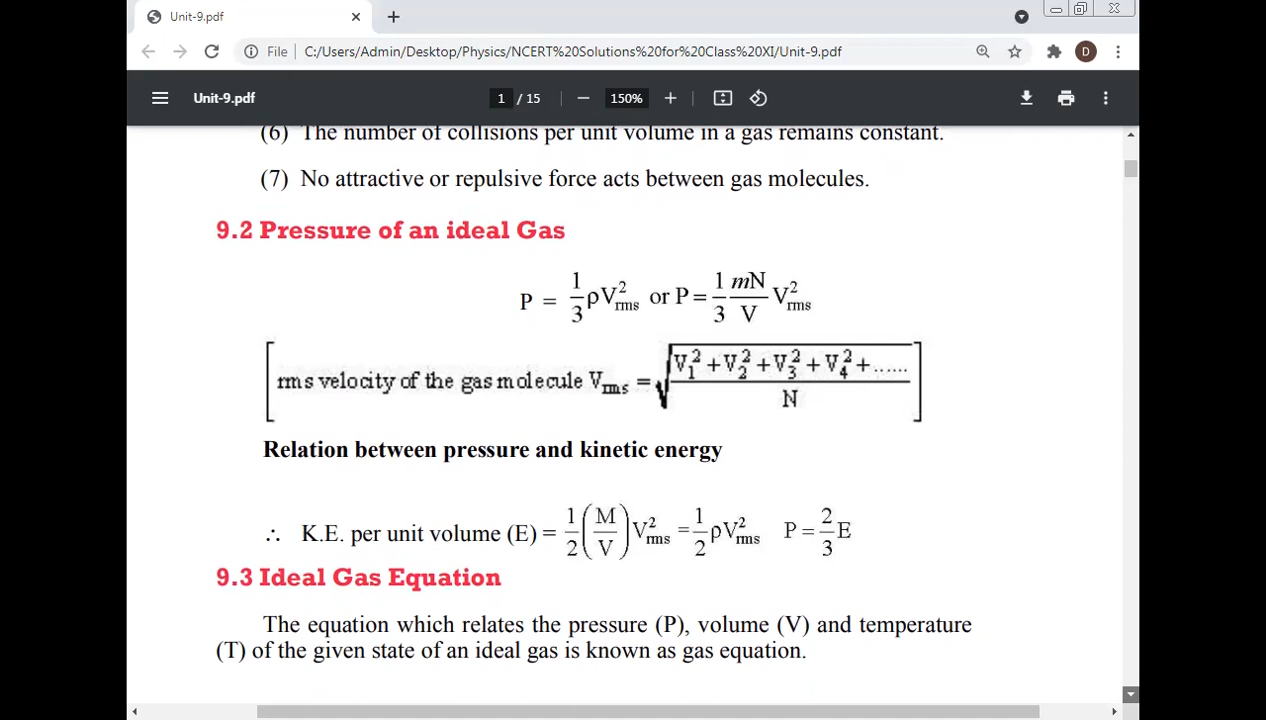 Unit-9.pdf
File C:/Users/Admin/Desktop/Physics/NCERT%20Solutions%20for%20Class%20XI/Unit-9.pdf D
Unit-9.pdf 1 / 15 150%
(6) The number of collisions per unit volume in a gas remains constant.
(7) No attractive or repulsive force acts between gas molecules.
9.2 Pressure of an ideal Gas
P = 1/3 ρV²rms or P = 1/3 mN/V V²rms
[rms velocity of the gas molecule Vrms = √((V₁² + V₂² + V₃² + V₄² + ......)/N)]
Relation between pressure and kinetic energy
∴ K.E. per unit volume (E) = 1/2 (M/V) V²rms = 1/2 ρV²rms P = 2/3 E
9.3 Ideal Gas Equation
The equation which relates the pressure (P), volume (V) and temperature
(T) of the given state of an ideal gas is known as gas equation.